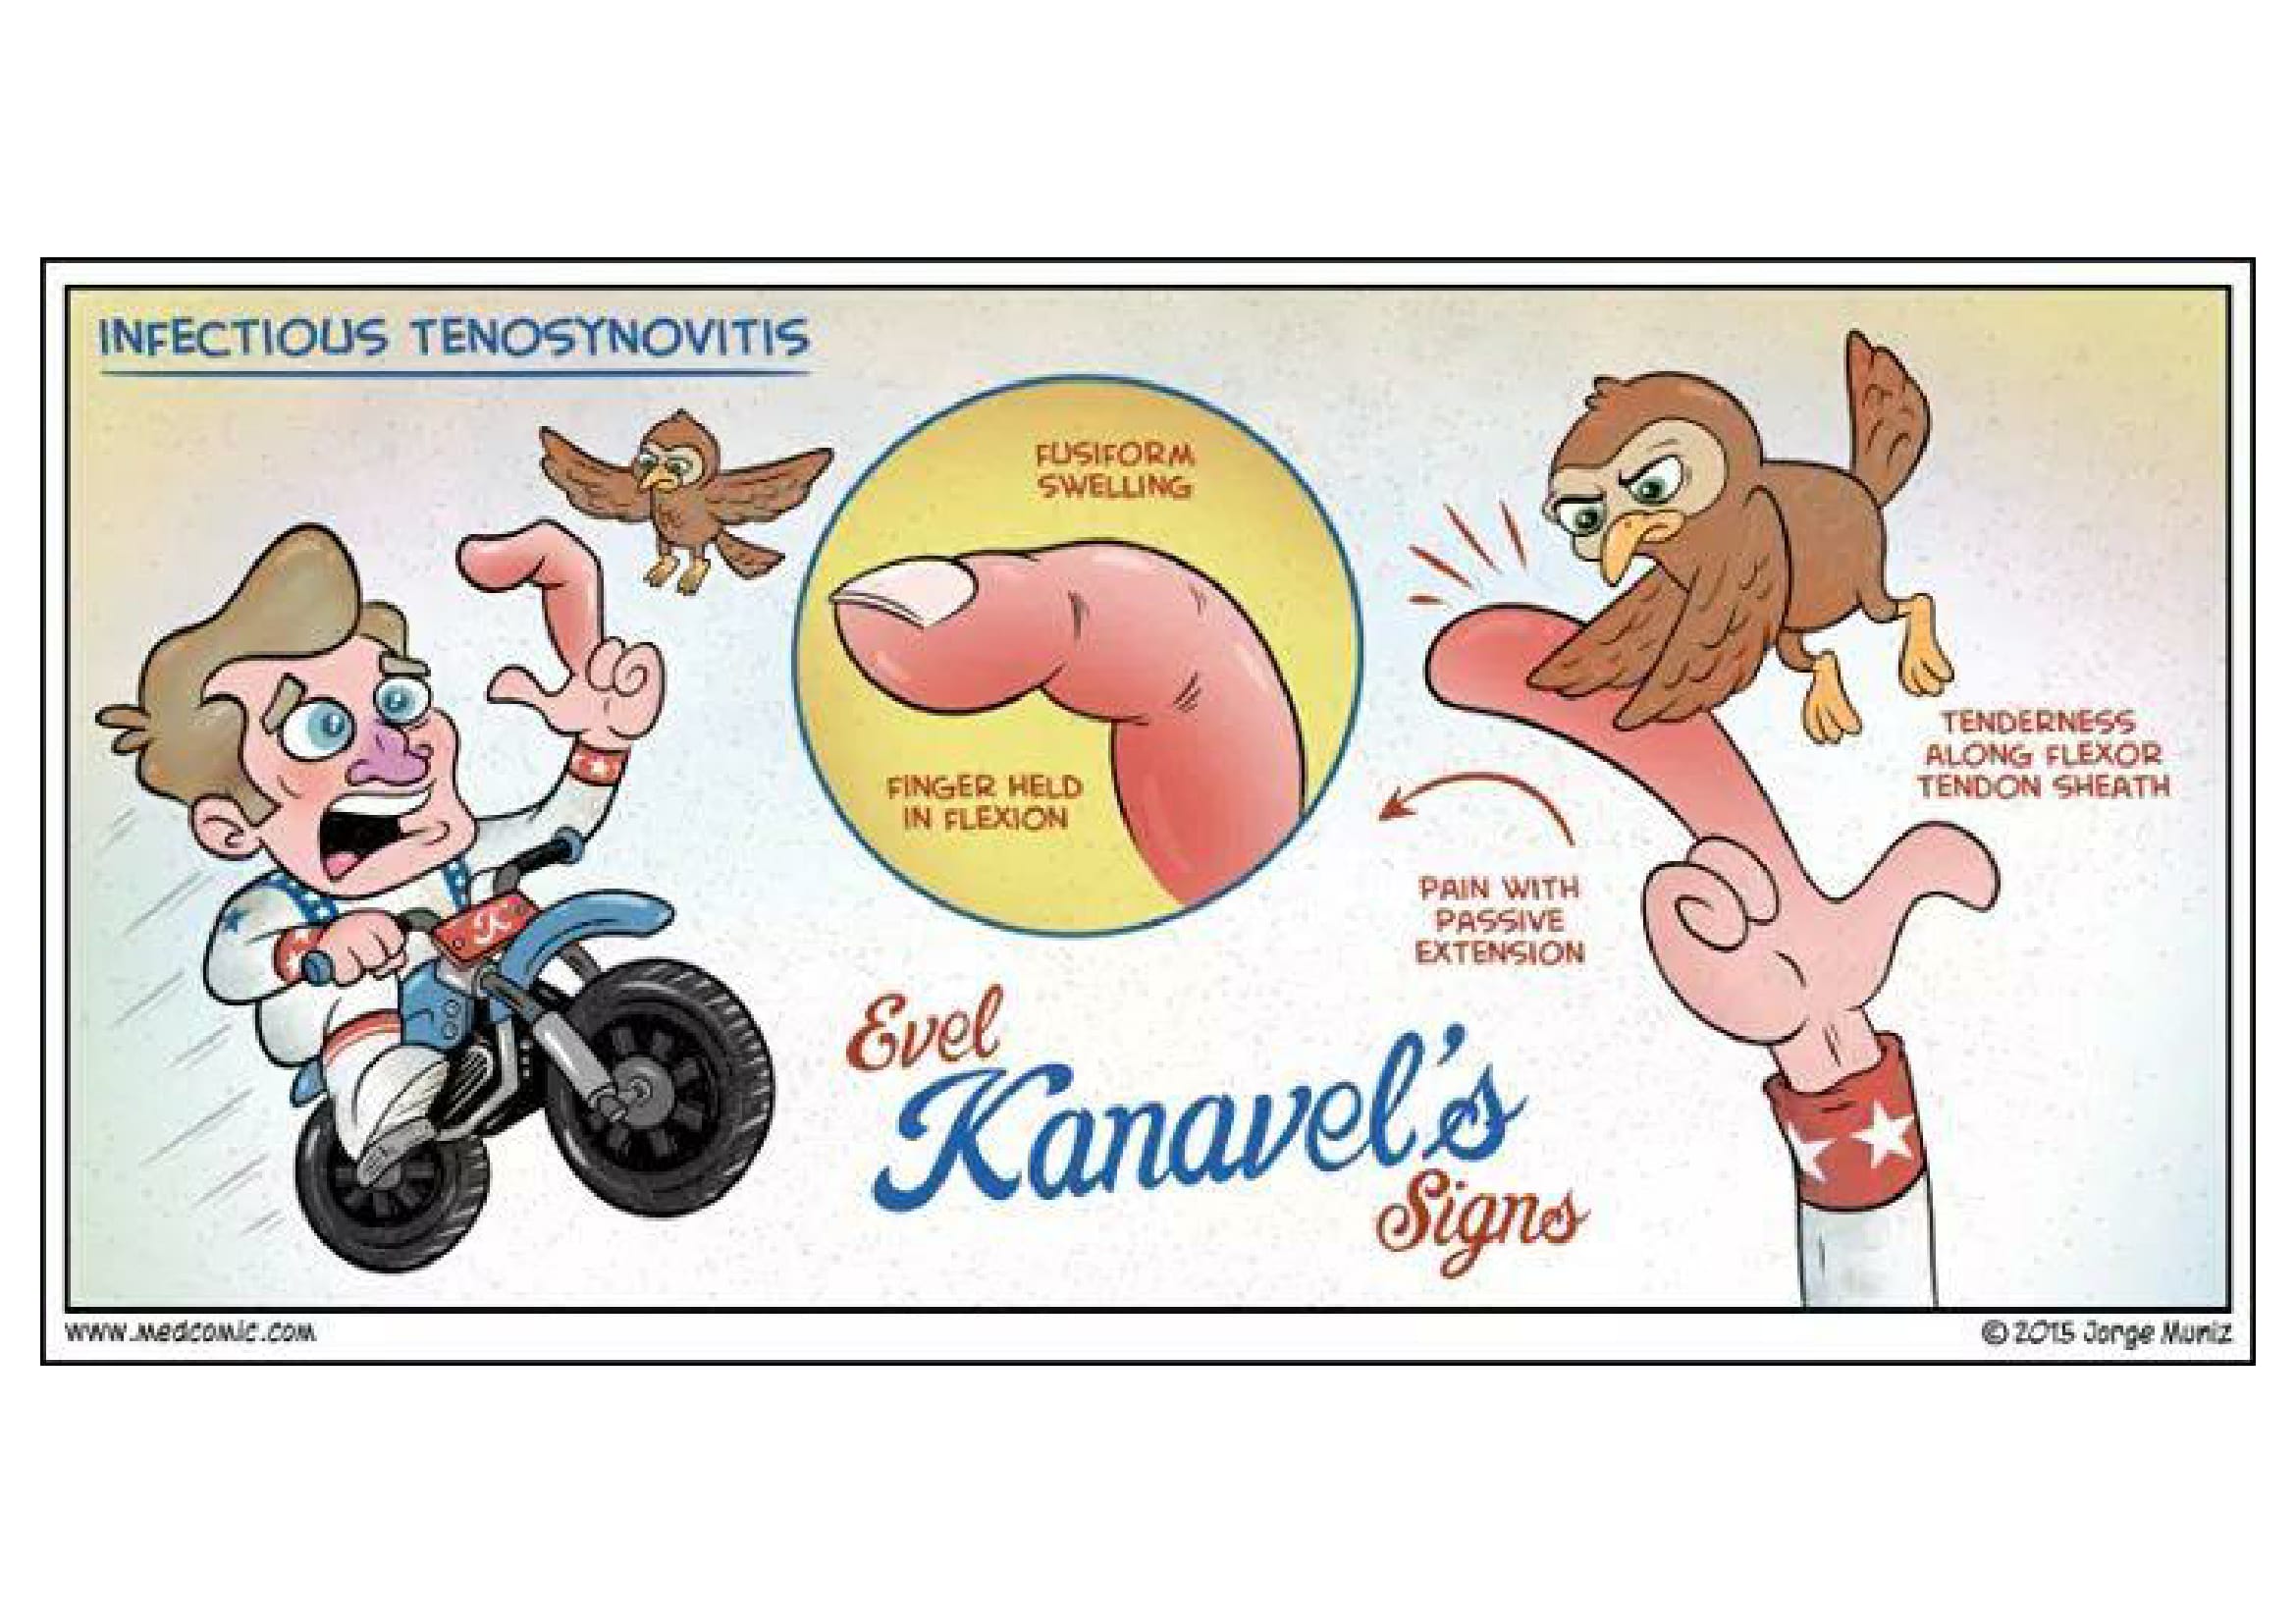 INFECTIOUS TENOSYNOVITIS
FUSIFORM
SWELLING
FINGER HELD
IN FLEXION
TENDERNESS
ALONG FLEXOR
TENDON SHEATH
PAIN WITH
PASSIVE
EXTENSION
Evel
Kanavel's
Signs
www.medcomic.com
© 2015 Jorge Muniz